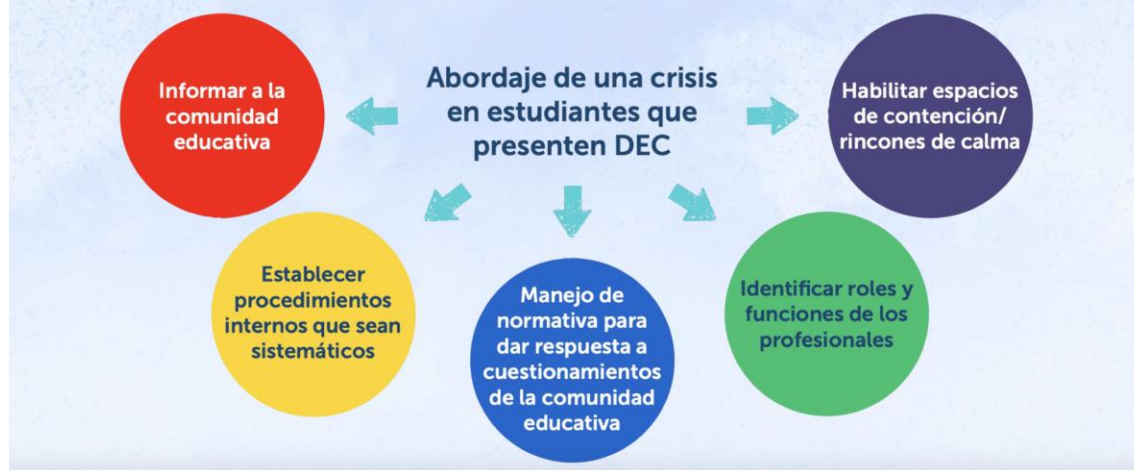 Abordaje de una crisis
en estudiantes que
presenten DEC
Informar a la
comunidad
educativa
Establecer
procedimientos
internos que sean
sistemáticos
Manejo de
normativa para
dar respuesta a
cuestionamientos
de la comunidad
educativa
Identificar roles y
funciones de los
profesionales
Habilitar espacios
de contención/
rincones de calma